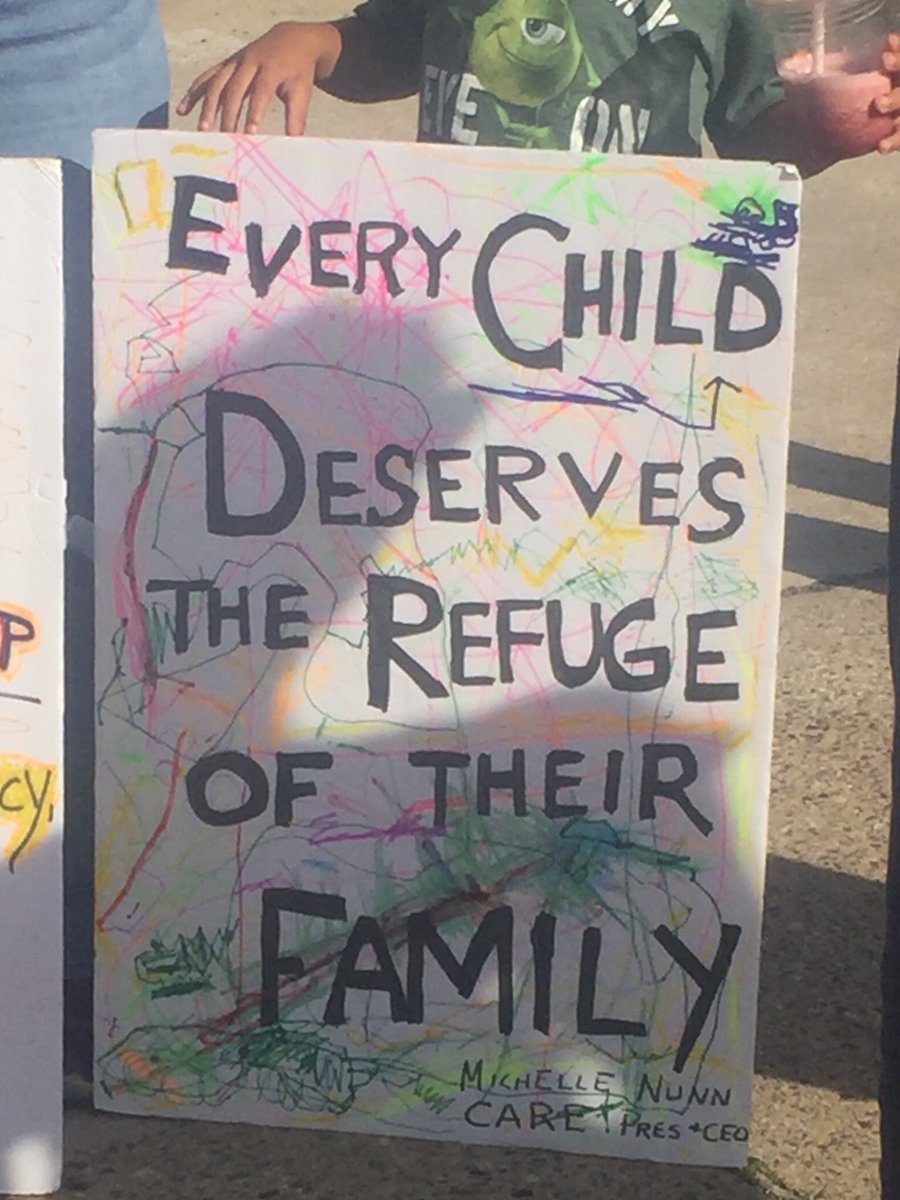 EYE ON
EVERY CHILD
DESERVES
THE REFUGE
OF THEIR
FAMILY
MICHELLE NUNN
CARE PRES + CEO
P
CY,